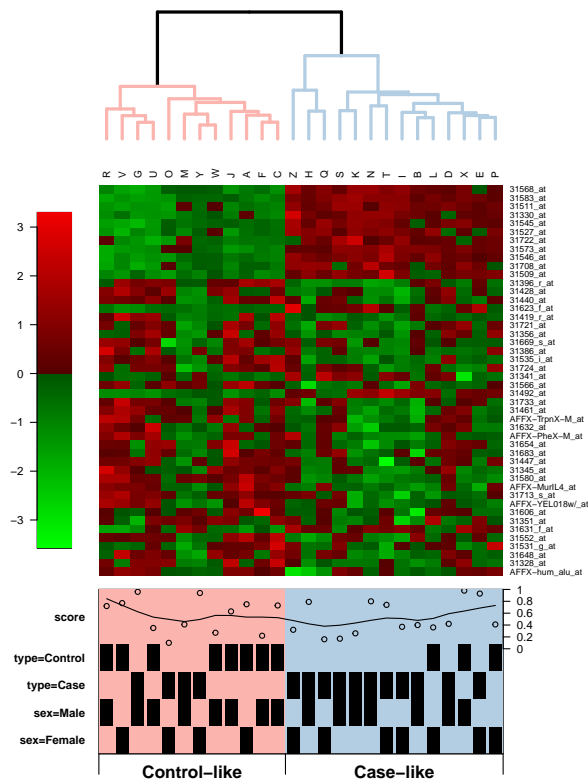 R V G U O M Y W J A F C Z H Q S K N T I B L D X E P
31568_at
31583_at
31511_at
31330_at
31545_at
31527_at
31722_at
31573_at
31546_at
31708_at
31509_at
31396_r_at
31428_at
31440_at
31623_f_at
31419_r_at
31721_at
31356_at
31669_s_at
31386_at
31535_i_at
31724_at
31341_at
31566_at
31492_at
31733_at
31461_at
AFFX-TrpnX-M_at
31632_at
AFFX-PheX-M_at
31654_at
31683_at
31447_at
31345_at
31580_at
AFFX-MurIL4_at
31713_s_at
AFFX-YEL018w/_at
31606_at
31351_at
31631_f_at
31552_at
31531_g_at
31648_at
31328_at
AFFX-hum_alu_at
3
2
1
0
−1
−2
−3
score
1
0.8
0.6
0.4
0.2
0
type=Control
type=Case
sex=Male
sex=Female
Control-like Case-like